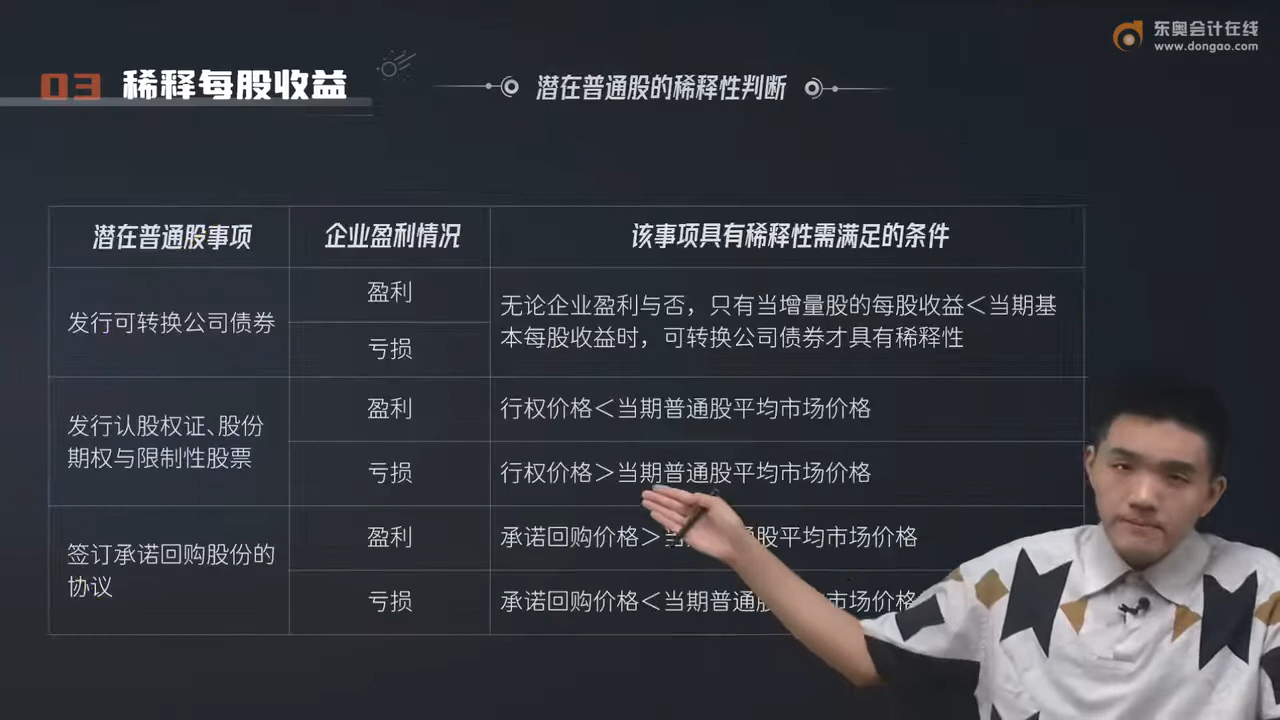 东奥会计在线
www.dongao.com
03 稀释每股收益
潜在普通股的稀释性判断
潜在普通股事项
企业盈利情况
该事项具有稀释性需满足的条件
发行可转换公司债券
盈利
亏损
无论企业盈利与否，只有当增量股的每股收益＜当期基
本每股收益时，可转换公司债券才具有稀释性
发行认股权证、股份
期权与限制性股票
盈利
行权价格＜当期普通股平均市场价格
亏损
行权价格＞当期普通股平均市场价格
签订承诺回购股份的
协议
盈利
承诺回购价格＞当 通股平均市场价格
亏损
承诺回购价格＜当期普通股 市场价格